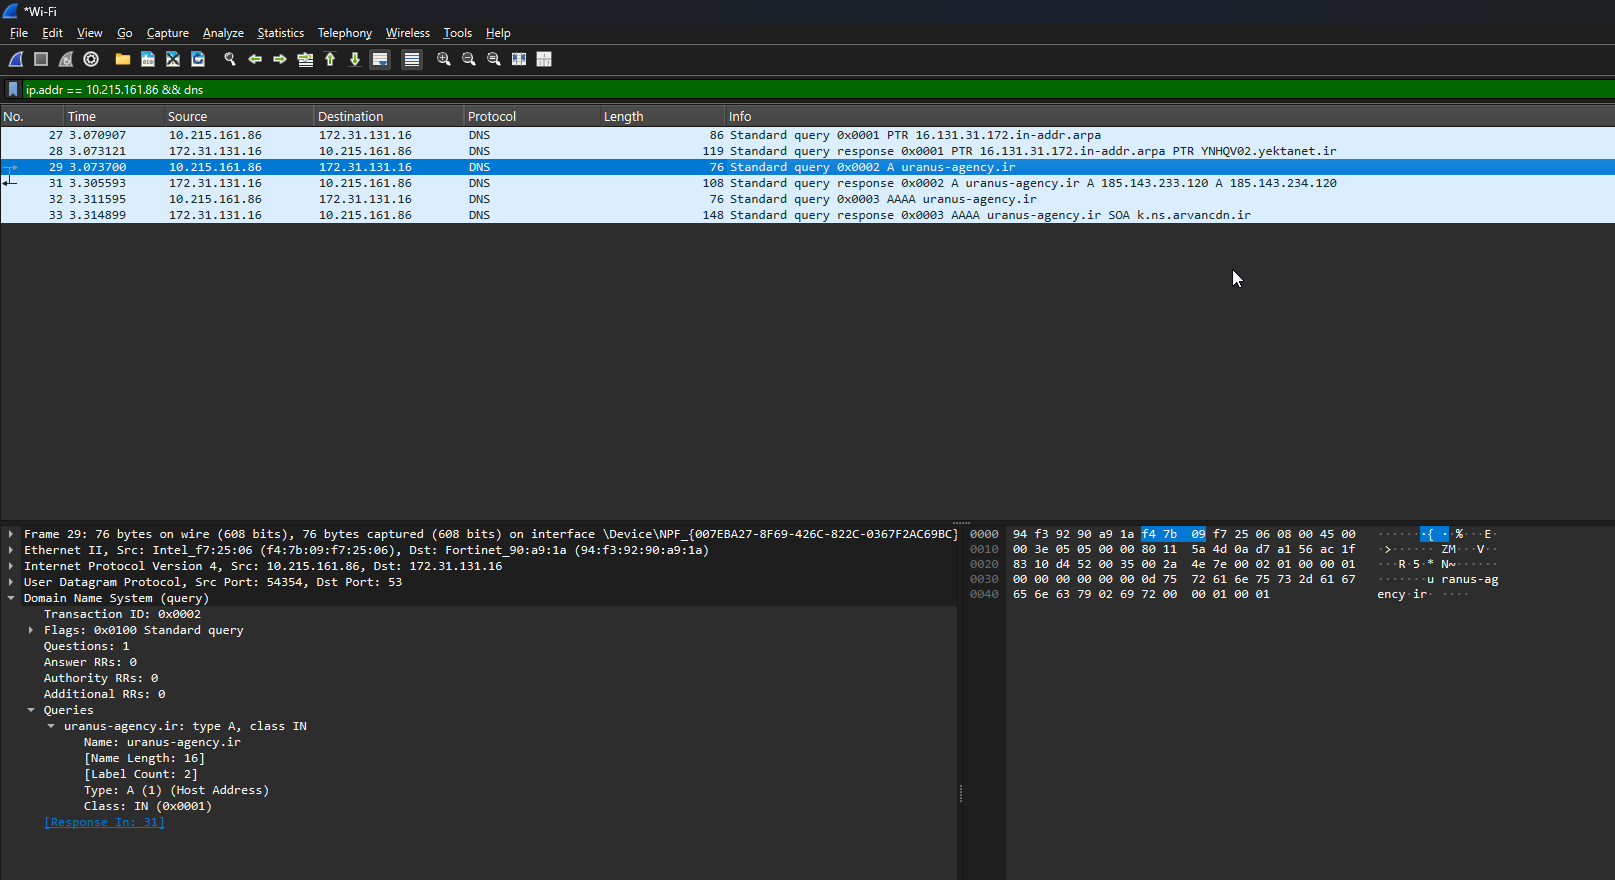 *Wi-Fi
File Edit View Go Capture Analyze Statistics Telephony Wireless Tools Help
ip.addr == 10.215.161.86 && dns
No. Time Source Destination Protocol Length Info
27 3.070907 10.215.161.86 172.31.131.16 DNS 86 Standard query 0x0001 PTR 16.131.31.172.in-addr.arpa
28 3.073121 172.31.131.16 10.215.161.86 DNS 119 Standard query response 0x0001 PTR 16.131.31.172.in-addr.arpa PTR YNHQV02.yektanet.ir
29 3.073700 10.215.161.86 172.31.131.16 DNS 76 Standard query 0x0002 A uranus-agency.ir
31 3.305593 172.31.131.16 10.215.161.86 DNS 108 Standard query response 0x0002 A uranus-agency.ir A 185.143.233.120 A 185.143.234.120
32 3.311595 10.215.161.86 172.31.131.16 DNS 76 Standard query 0x0003 AAAA uranus-agency.ir
33 3.314899 172.31.131.16 10.215.161.86 DNS 148 Standard query response 0x0003 AAAA uranus-agency.ir SOA k.ns.arvancdn.ir
Frame 29: 76 bytes on wire (608 bits), 76 bytes captured (608 bits) on interface \Device\NPF_{007EBA27-8F69-426C-822C-0367F2AC69BC}
Ethernet II, Src: Intel_f7:25:06 (f4:7b:09:f7:25:06), Dst: Fortinet_90:a9:1a (94:f3:92:90:a9:1a)
Internet Protocol Version 4, Src: 10.215.161.86, Dst: 172.31.131.16
User Datagram Protocol, Src Port: 54354, Dst Port: 53
Domain Name System (query)
Transaction ID: 0x0002
Flags: 0x0100 Standard query
Questions: 1
Answer RRs: 0
Authority RRs: 0
Additional RRs: 0
Queries
uranus-agency.ir: type A, class IN
Name: uranus-agency.ir
[Name Length: 16]
[Label Count: 2]
Type: A (1) (Host Address)
Class: IN (0x0001)
[Response In: 31]
0000 94 f3 92 90 a9 1a f4 7b 09 f7 25 06 08 00 45 00 ·······{ ··%···E·
0010 00 3e 05 05 00 00 80 11 5a 4d 0a d7 a1 56 ac 1f ·>······ ZM···V··
0020 83 10 d4 52 00 35 00 2a 4e 7e 00 02 01 00 00 01 ···R·5·* N~······
0030 00 00 00 00 00 00 0d 75 72 61 6e 75 73 2d 61 67 ·······u ranus-ag
0040 65 6e 63 79 02 69 72 00 00 01 00 01 ency·ir· ····